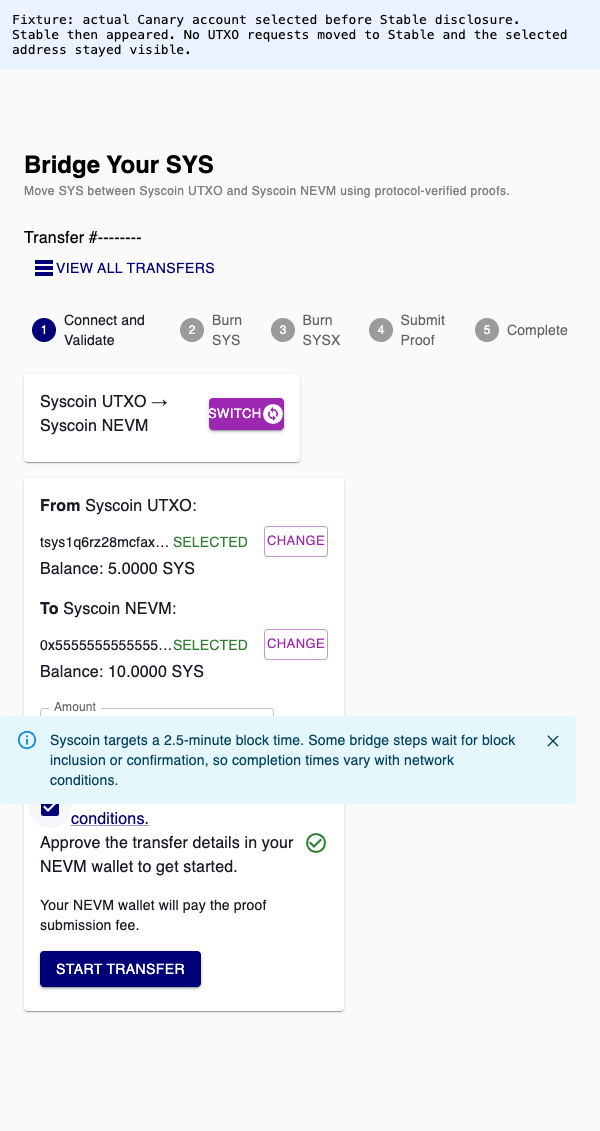 Fixture: actual Canary account selected before Stable disclosure.
Stable then appeared. No UTXO requests moved to Stable and the selected
address stayed visible.
Bridge Your SYS
Move SYS between Syscoin UTXO and Syscoin NEVM using protocol-verified proofs.
Transfer #--------
VIEW ALL TRANSFERS
1 Connect and
Validate
2 Burn
SYS
3 Burn
SYSX
4 Submit
Proof
5 Complete
Syscoin UTXO →
Syscoin NEVM
SWITCH
From Syscoin UTXO:
tsys1q6rz28mcfax... SELECTED CHANGE
Balance: 5.0000 SYS
To Syscoin NEVM:
0x5555555555555... SELECTED CHANGE
Balance: 10.0000 SYS
Amount
Syscoin targets a 2.5-minute block time. Some bridge steps wait for block
inclusion or confirmation, so completion times vary with network
conditions.
conditions.
Approve the transfer details in your
NEVM wallet to get started.
Your NEVM wallet will pay the proof
submission fee.
START TRANSFER